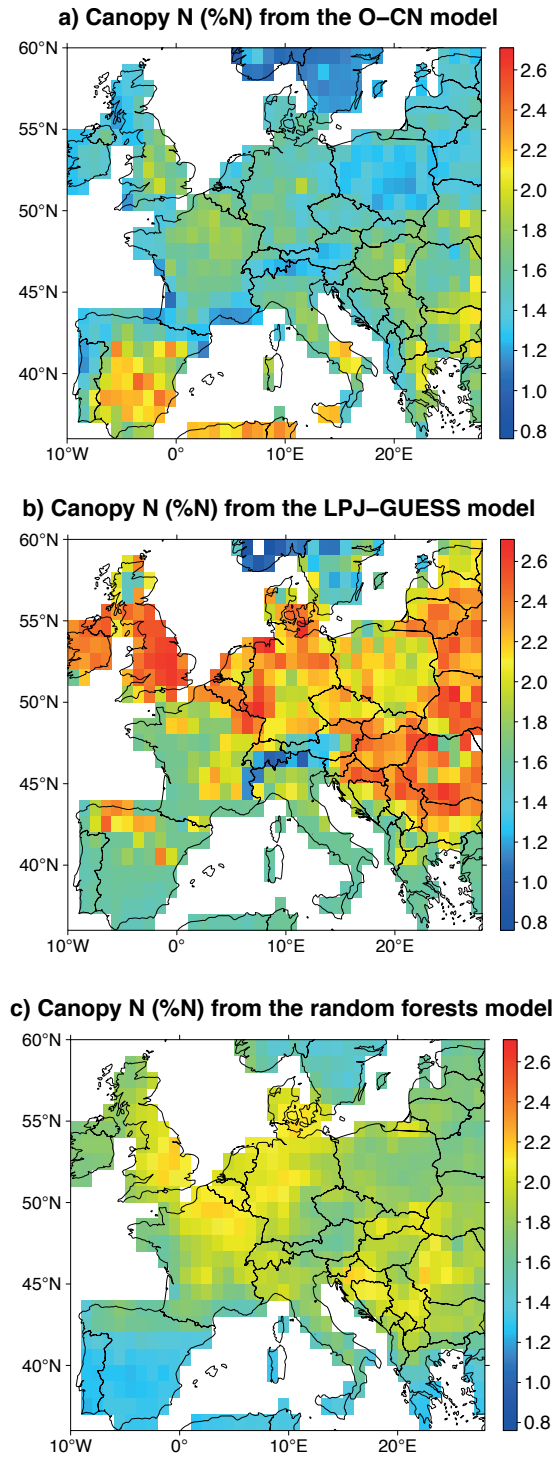 a) Canopy N (%N) from the O−CN model
60°N
55°N
50°N
45°N
40°N
10°W 0° 10°E 20°E
2.6
2.4
2.2
2.0
1.8
1.6
1.4
1.2
1.0
0.8
b) Canopy N (%N) from the LPJ−GUESS model
60°N
55°N
50°N
45°N
40°N
10°W 0° 10°E 20°E
2.6
2.4
2.2
2.0
1.8
1.6
1.4
1.2
1.0
0.8
c) Canopy N (%N) from the random forests model
60°N
55°N
50°N
45°N
40°N
10°W 0° 10°E 20°E
2.6
2.4
2.2
2.0
1.8
1.6
1.4
1.2
1.0
0.8